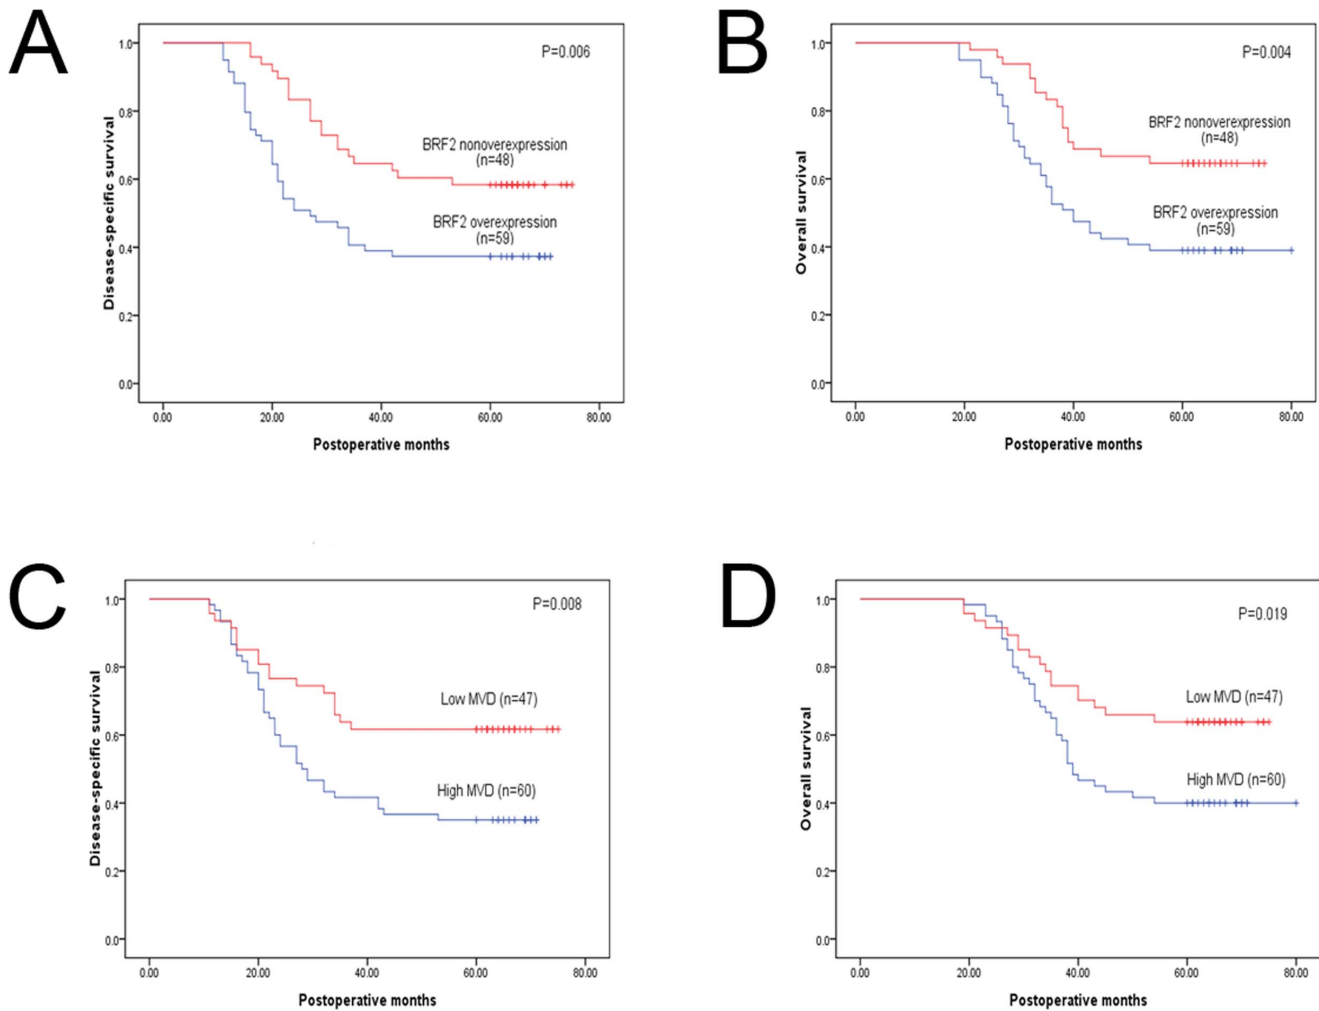 A
P=0.006
1.0
0.8
0.6
0.4
0.2
0.0
Disease-specific survival
BRF2 nonoverexpression
(n=48)
BRF2 overexpression
(n=59)
0.00 20.00 40.00 60.00 80.00
Postoperative months
B
P=0.004
1.0
0.8
0.6
0.4
0.2
0.0
Overall survival
BRF2 nonoverexpression
(n=48)
BRF2 overexpression
(n=59)
0.00 20.00 40.00 60.00 80.00
Postoperative months
C
P=0.008
1.0
0.8
0.6
0.4
0.2
0.0
Disease-specific survival
Low MVD (n=47)
High MVD (n=60)
0.00 20.00 40.00 60.00 80.00
Postoperative months
D
P=0.019
1.0
0.8
0.6
0.4
0.2
0.0
Overall survival
Low MVD (n=47)
High MVD (n=60)
0.00 20.00 40.00 60.00 80.00
Postoperative months